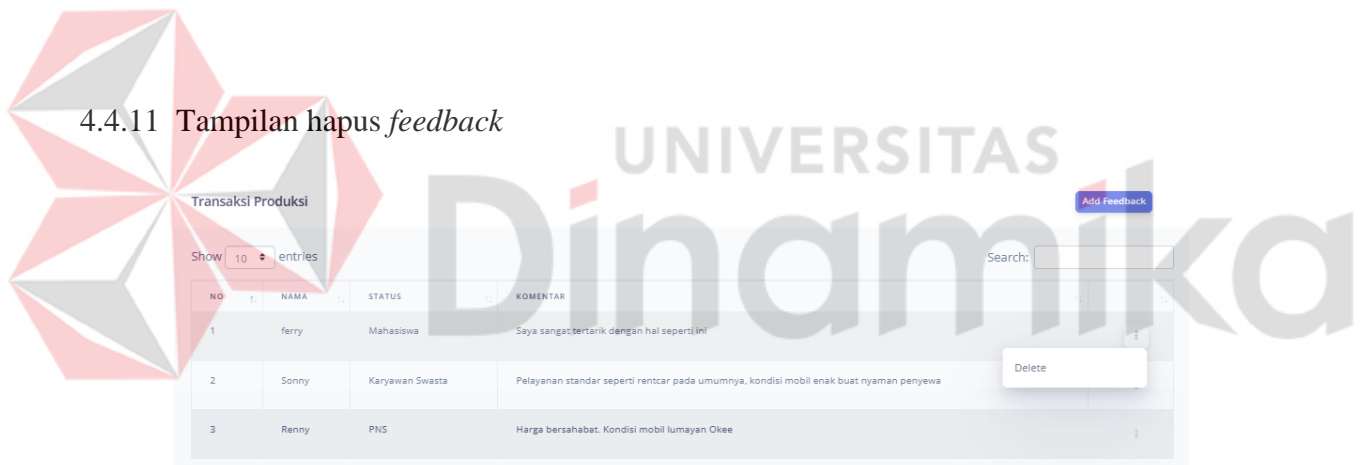 4.4.11 Tampilan hapus feedback
UNIVERSITAS
Dinamika
Transaksi Produksi
Add Feedback
Show 10 entries
Search:
NO NAMA STATUS KOMENTAR
1 ferry Mahasiswa Saya sangat tertarik dengan hal seperti ini
Delete
2 Sonny Karyawan Swasta Pelayanan standar seperti rentcar pada umumnya, kondisi mobil enak buat nyaman penyewa
3 Renny PNS Harga bersahabat. Kondisi mobil lumayan Okee